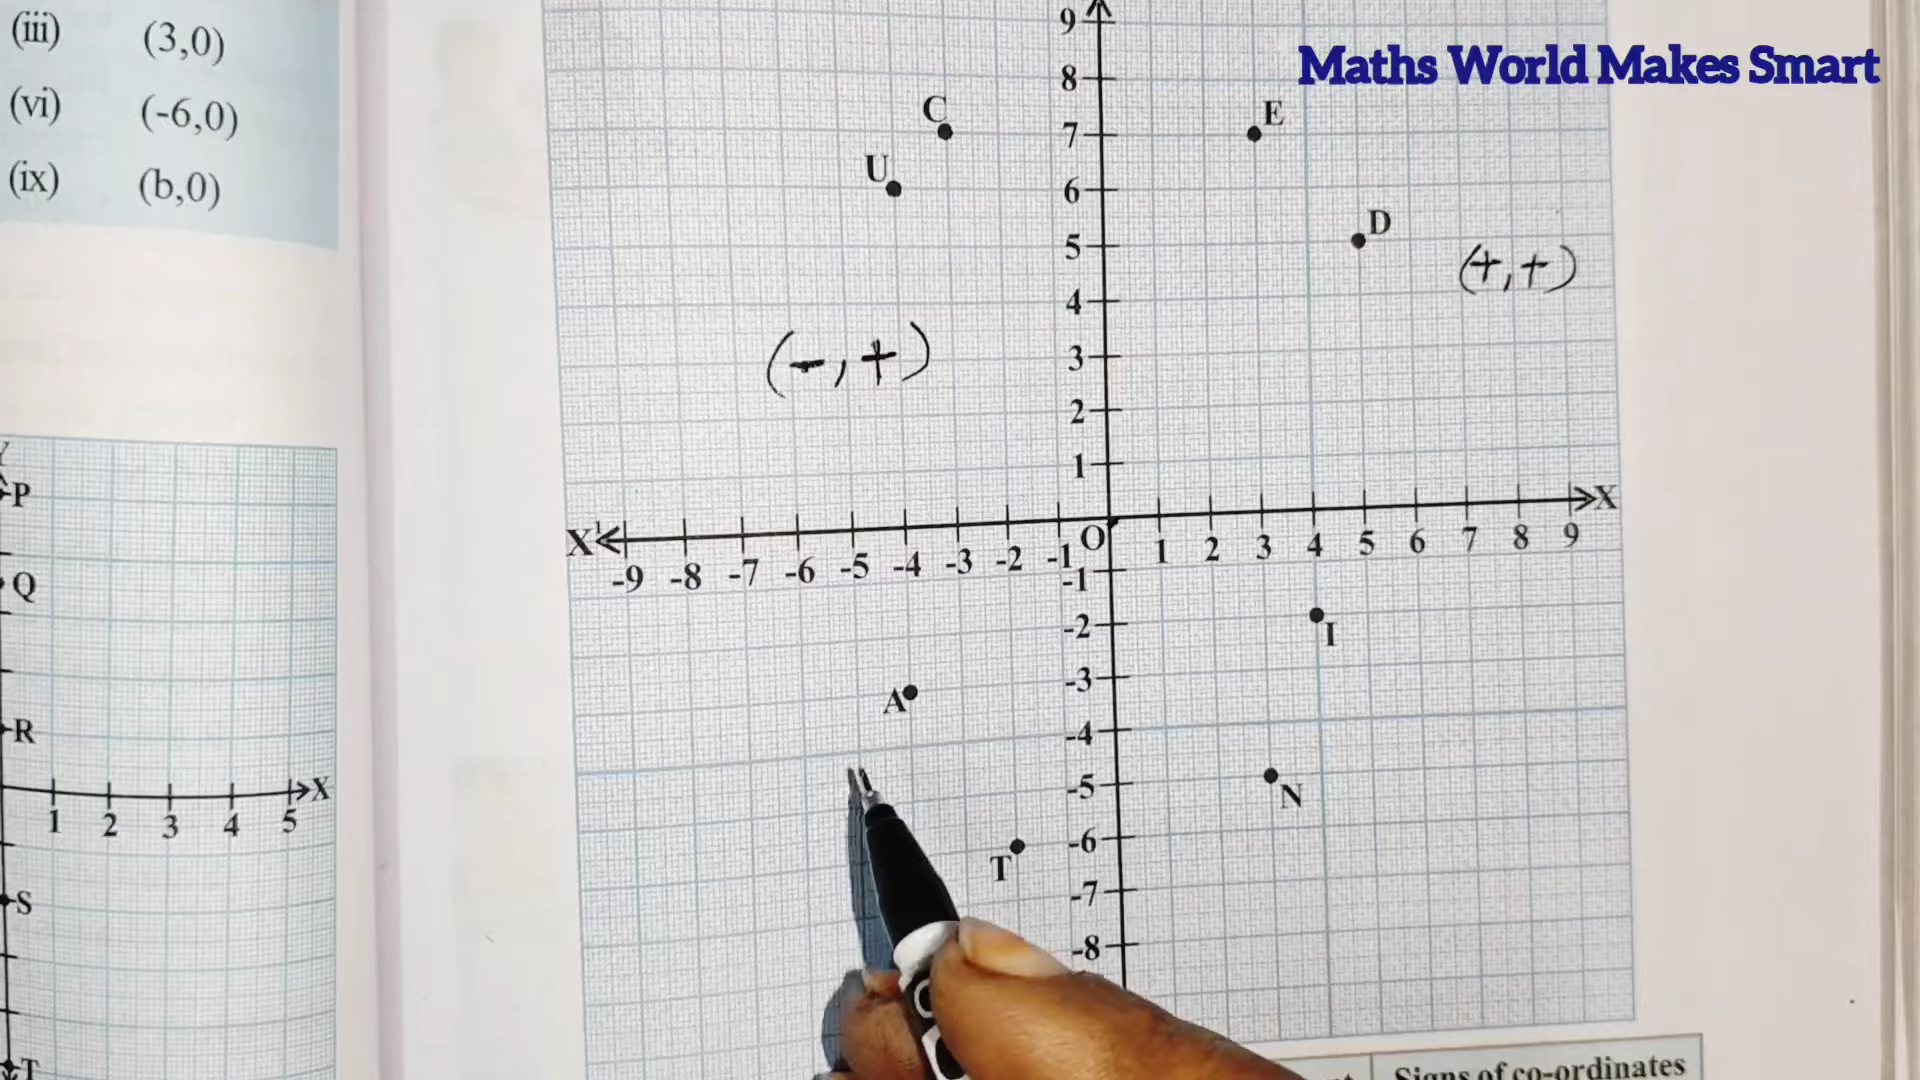 (iii) (3,0)
(vi) (-6,0)
(ix) (b,0)
P
Q
R
X
1 2 3 4 5
S
T
Maths World Makes Smart
9
8
C E
7
U
6
D
5
(+,+)
4
(-,+)
3
2
1
X
X'
O
1 2 3 4 5 6 7 8 9
-9 -8 -7 -6 -5 -4 -3 -2 -1
-1
-2
I
-3
A
-4
-5
N
-6
T
-7
-8
Signs of co-ordinates